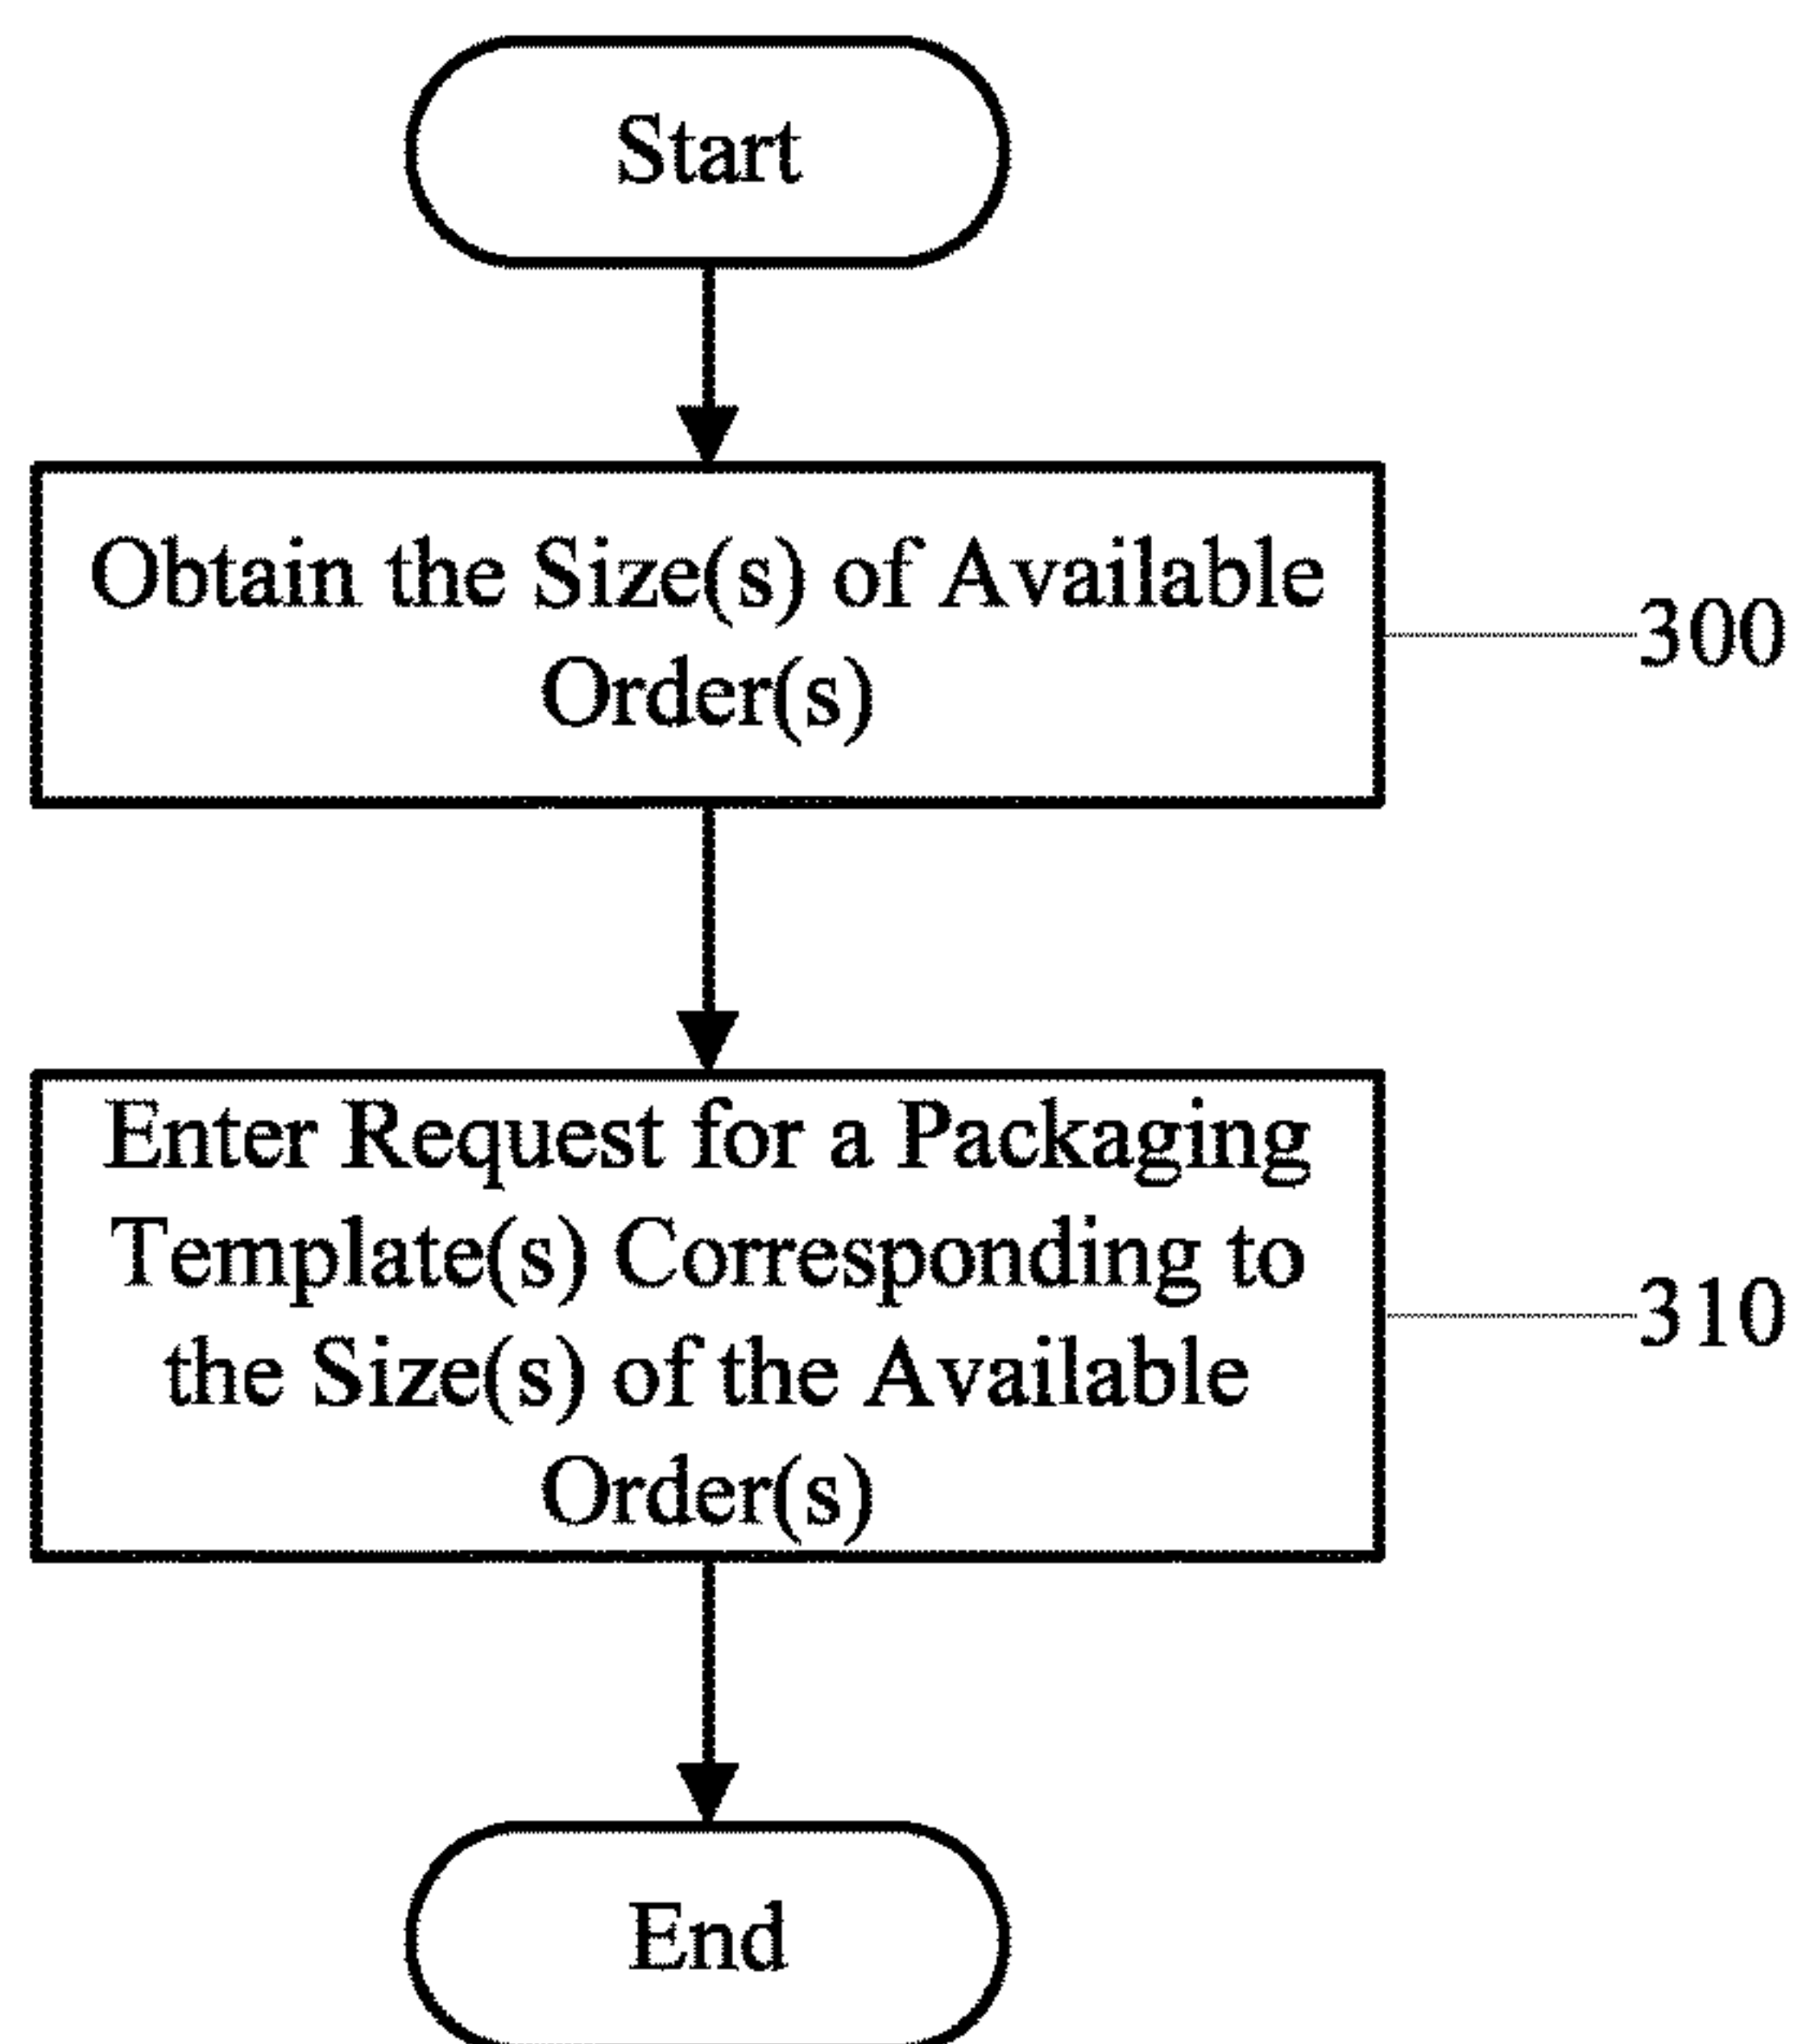 Start
Obtain the Size(s) of Available
Order(s)
300
Enter Request for a Packaging
Template(s) Corresponding to
the Size(s) of the Available
Order(s)
310
End